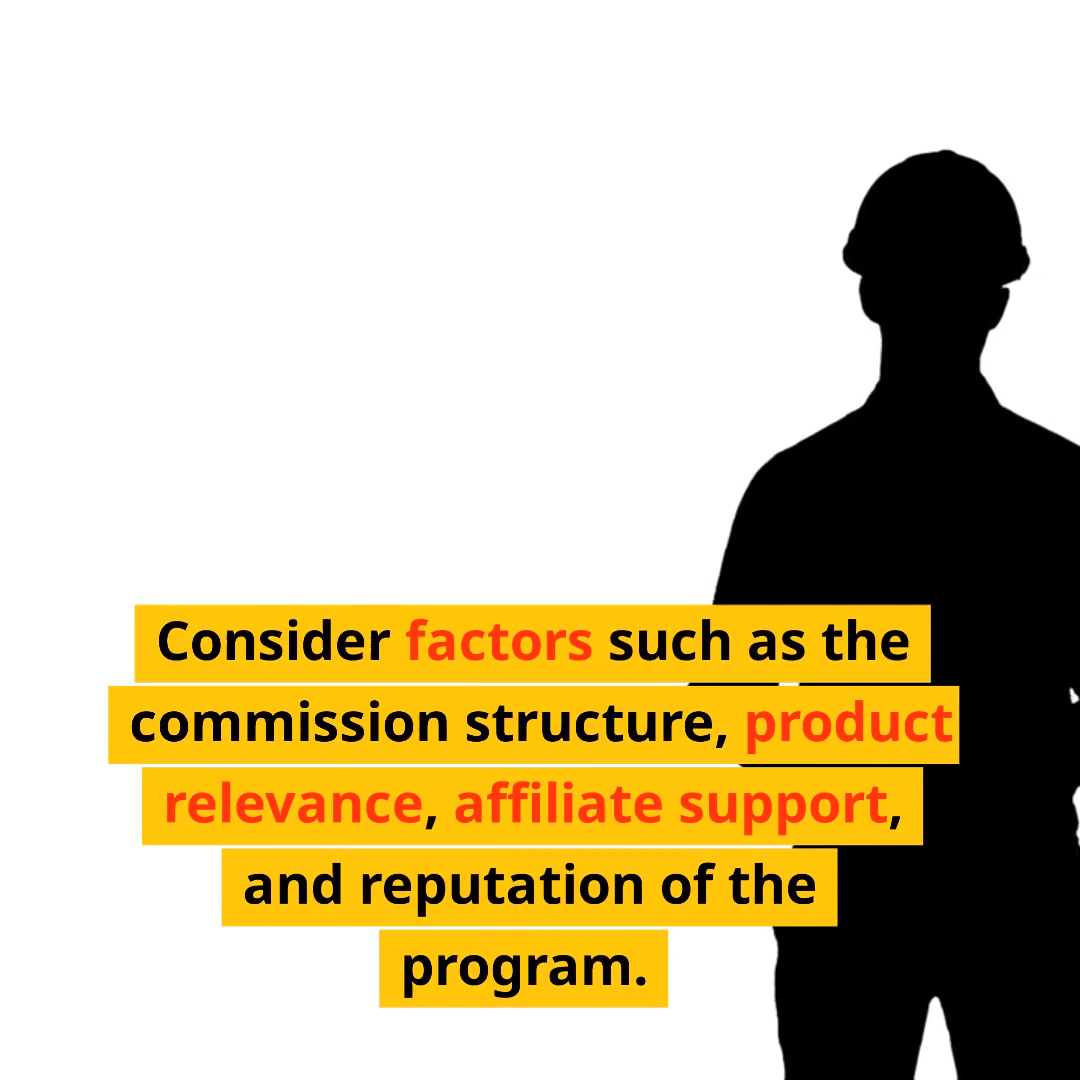 Consider factors such as the
commission structure, product
relevance, affiliate support,
and reputation of the
program.